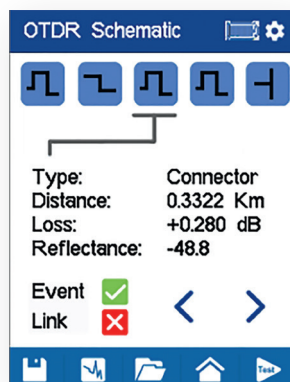 OTDR Schematic
Type: Connector
Distance: 0.3322 Km
Loss: +0.280 dB
Reflectance: -48.8
Event
Link
Test